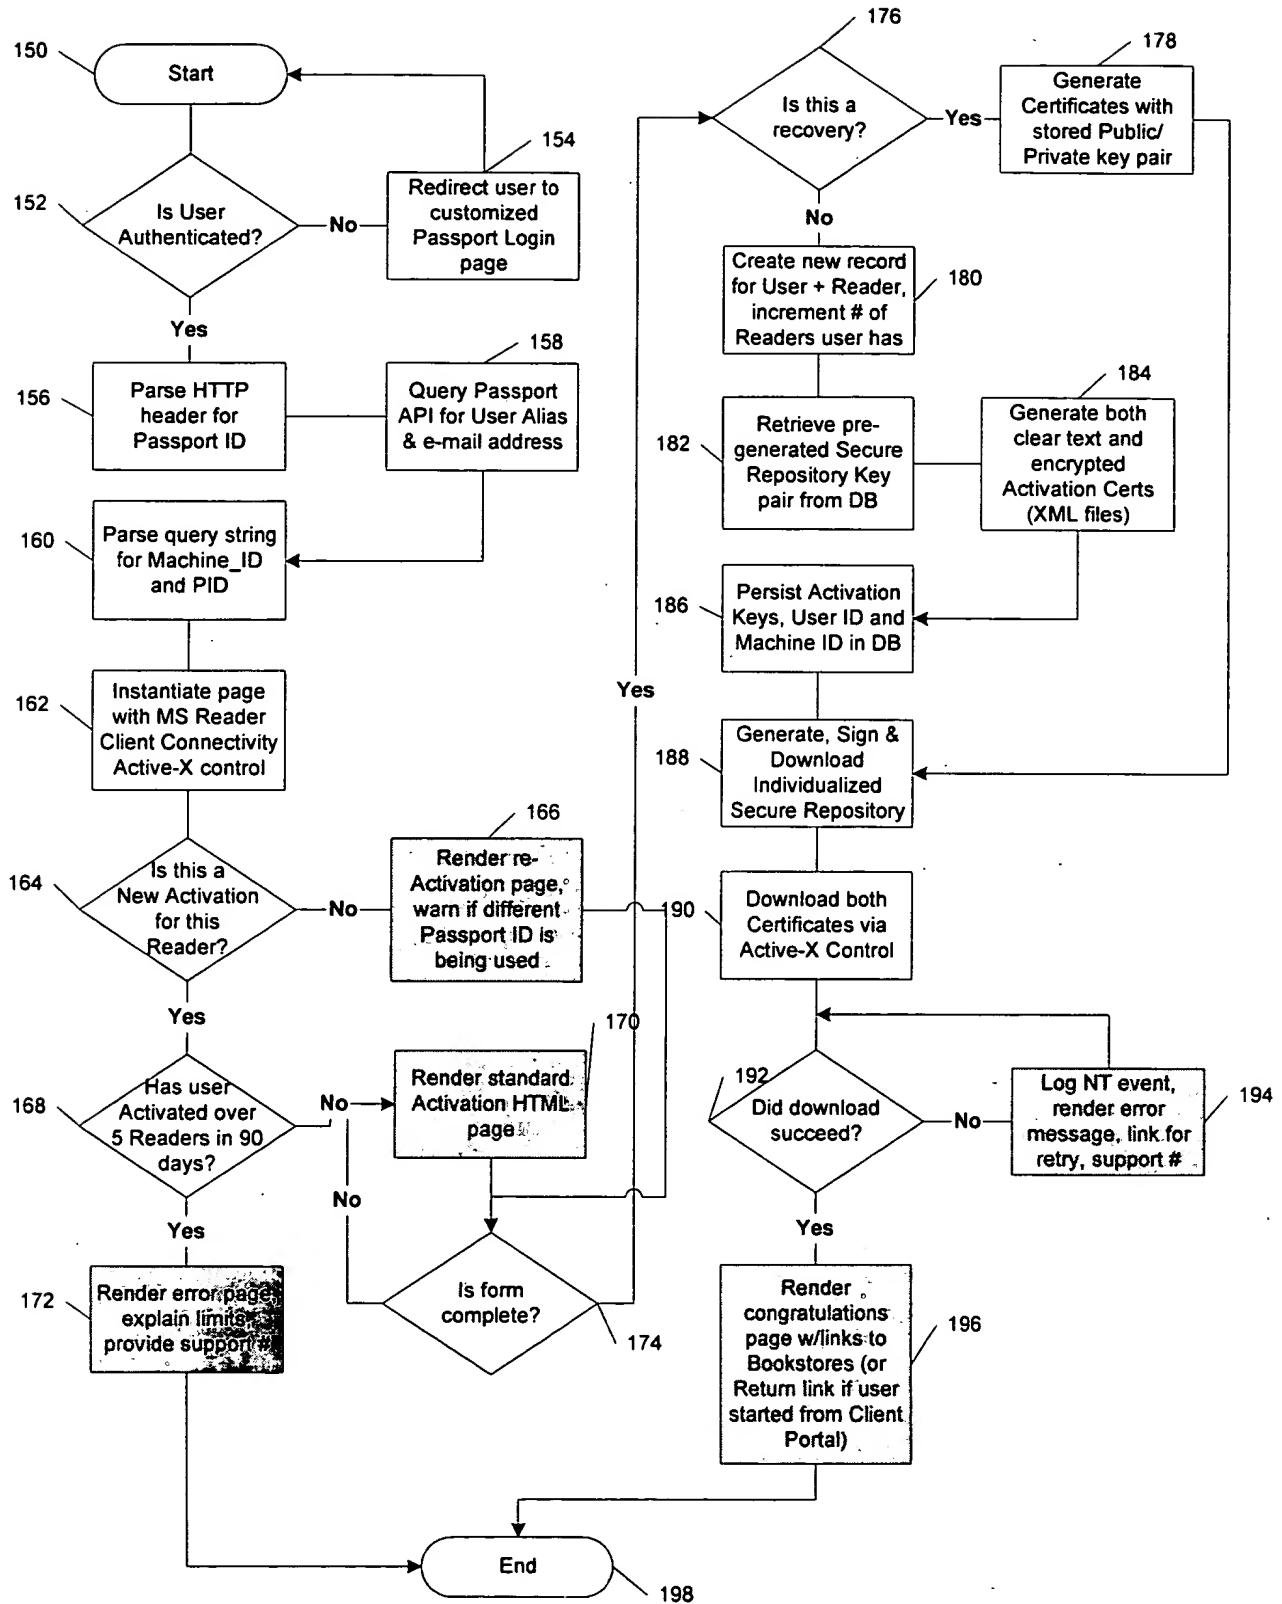 150
Start
154
Redirect user to
customized
Passport Login
page
152
Is User
Authenticated?
No
Yes
156
Parse HTTP
header for
Passport ID
158
Query Passport
API for User Alias
& e-mail address
160
Parse query string
for Machine_ID
and PID
162
Instantiate page
with MS Reader
Client Connectivity
Active-X control
164
Is this a
New Activation
for this
Reader?
No
166
Render re-
Activation page,
warn if different
Passport ID is
being used
Yes
168
Has user
Activated over
5 Readers in 90
days?
No
170
Render standard
Activation HTML
page
No
Yes
172
Render error page,
explain limits
provide support #
Is form
complete?
174
Yes
176
Is this a
recovery?
Yes
178
Generate
Certificates with
stored Public/
Private key pair
No
180
Create new record
for User + Reader,
increment # of
Readers user has
182
Retrieve pre-
generated Secure
Repository Key
pair from DB
184
Generate both
clear text and
encrypted
Activation Certs
(XML files)
186
Persist Activation
Keys, User ID and
Machine ID in DB
188
Generate, Sign &
Download
Individualized
Secure Repository
190
Download both
Certificates via
Active-X Control
192
Did download
succeed?
No
194
Log NT event,
render error
message, link for
retry, support #
Yes
196
Render
congratulations
page w/links to
Bookstores (or
Return link if user
started from Client
Portal)
End
198